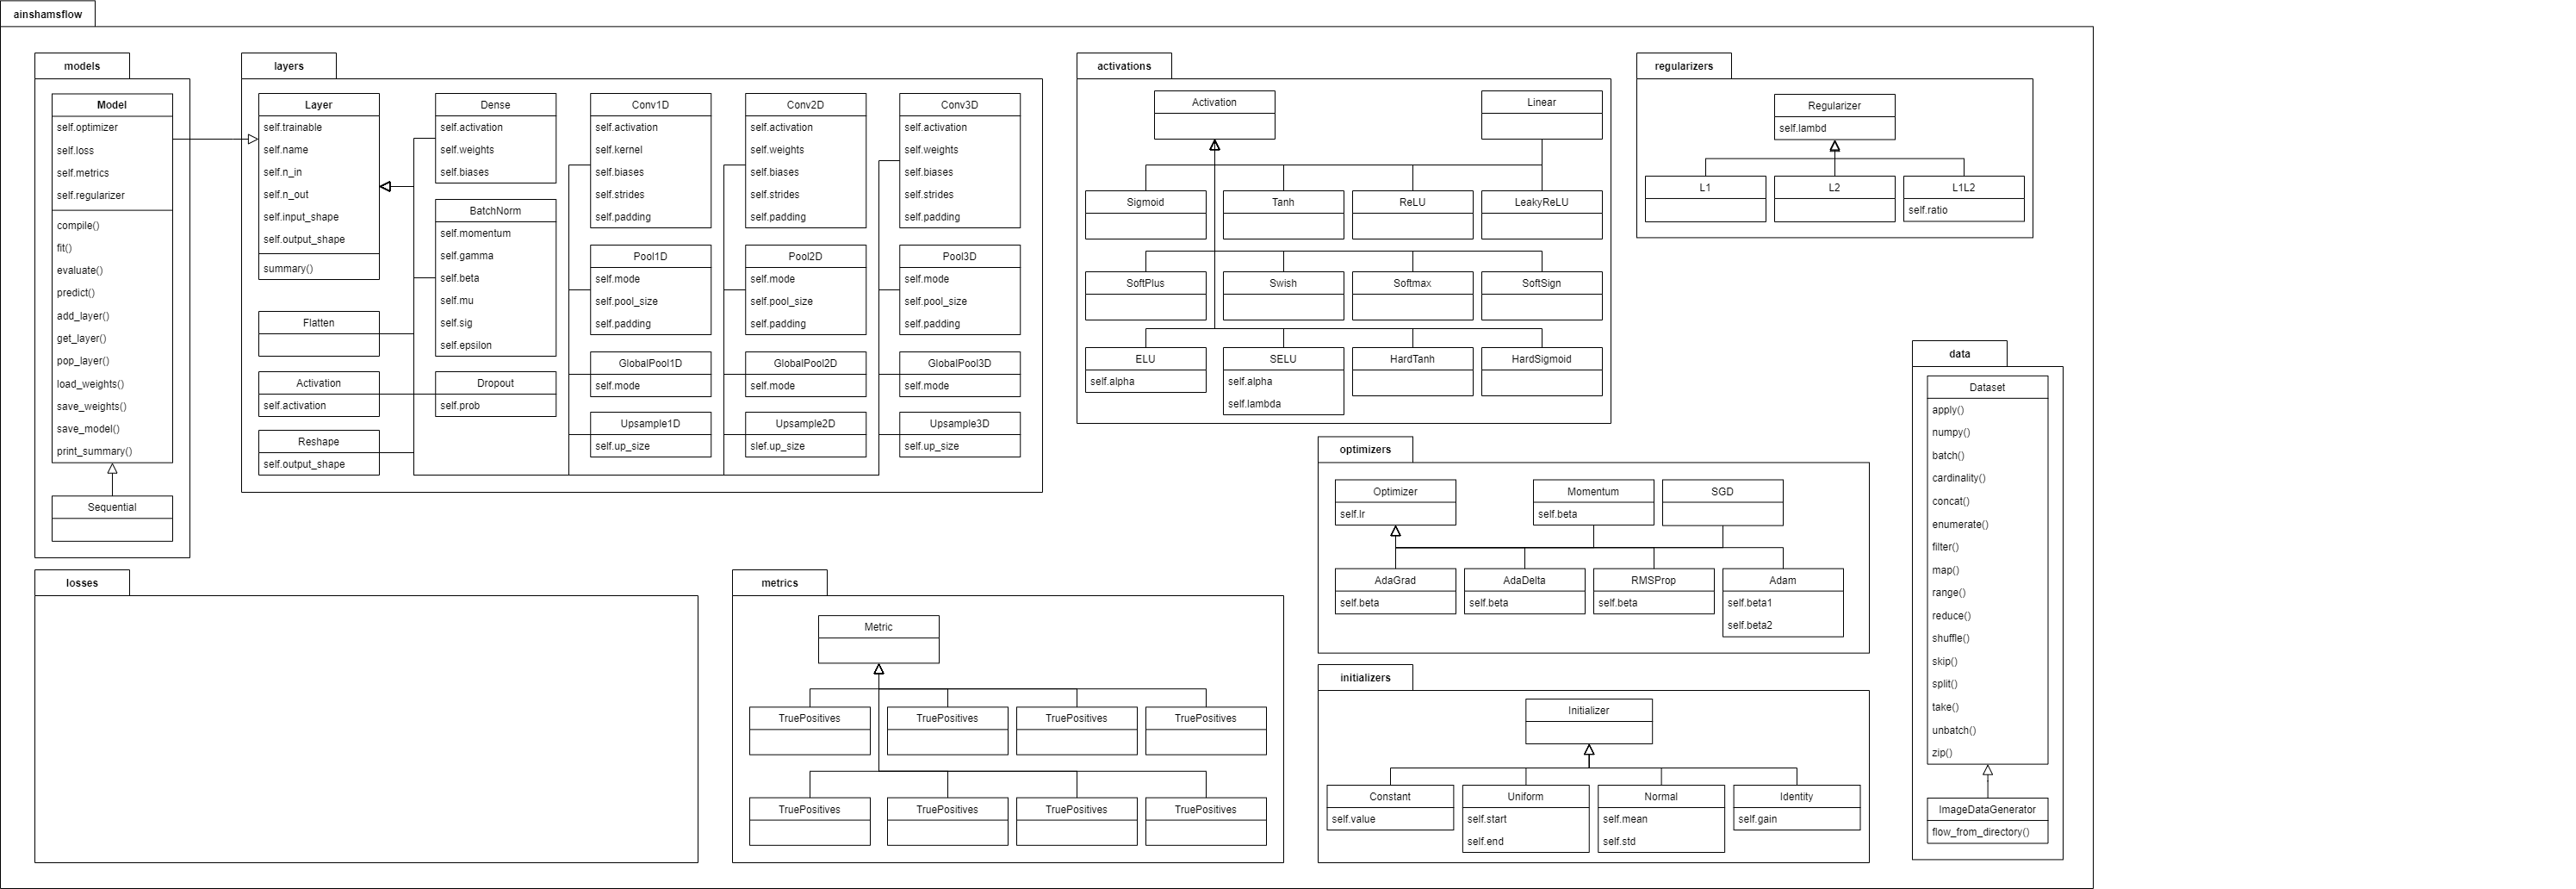 ainshamsflow
models
Model
self.optimizer
self.loss
self.metrics
self.regularizer
compile()
fit()
evaluate()
predict()
add_layer()
get_layer()
pop_layer()
load_weights()
save_weights()
save_model()
print_summary()
Sequential
layers
Layer
self.trainable
self.name
self.n_in
self.n_out
self.input_shape
self.output_shape
summary()
Flatten
Activation
self.activation
Reshape
self.output_shape
Dense
self.activation
self.weights
self.biases
BatchNorm
self.momentum
self.gamma
self.beta
self.mu
self.sig
self.epsilon
Dropout
self.prob
Conv1D
self.activation
self.kernel
self.biases
self.strides
self.padding
Pool1D
self.mode
self.pool_size
self.padding
GlobalPool1D
self.mode
Upsample1D
self.up_size
Conv2D
self.activation
self.weights
self.biases
self.strides
self.padding
Pool2D
self.mode
self.pool_size
self.padding
GlobalPool2D
self.mode
Upsample2D
slef.up_size
Conv3D
self.activation
self.weights
self.biases
self.strides
self.padding
Pool3D
self.mode
self.pool_size
self.padding
GlobalPool3D
self.mode
Upsample3D
self.up_size
activations
Activation
Linear
Sigmoid
Tanh
ReLU
LeakyReLU
SoftPlus
Swish
Softmax
SoftSign
ELU
self.alpha
SELU
self.alpha
self.lambda
HardTanh
HardSigmoid
regularizers
Regularizer
self.lambd
L1
L2
L1L2
self.ratio
losses
metrics
Metric
TruePositives
TruePositives
TruePositives
TruePositives
TruePositives
TruePositives
TruePositives
TruePositives
optimizers
Optimizer
self.lr
Momentum
self.beta
SGD
AdaGrad
self.beta
AdaDelta
self.beta
RMSProp
self.beta
Adam
self.beta1
self.beta2
initializers
Initializer
Constant
self.value
Uniform
self.start
self.end
Normal
self.mean
self.std
Identity
self.gain
data
Dataset
apply()
numpy()
batch()
cardinality()
concat()
enumerate()
filter()
map()
range()
reduce()
shuffle()
skip()
split()
take()
unbatch()
zip()
ImageDataGenerator
flow_from_directory()